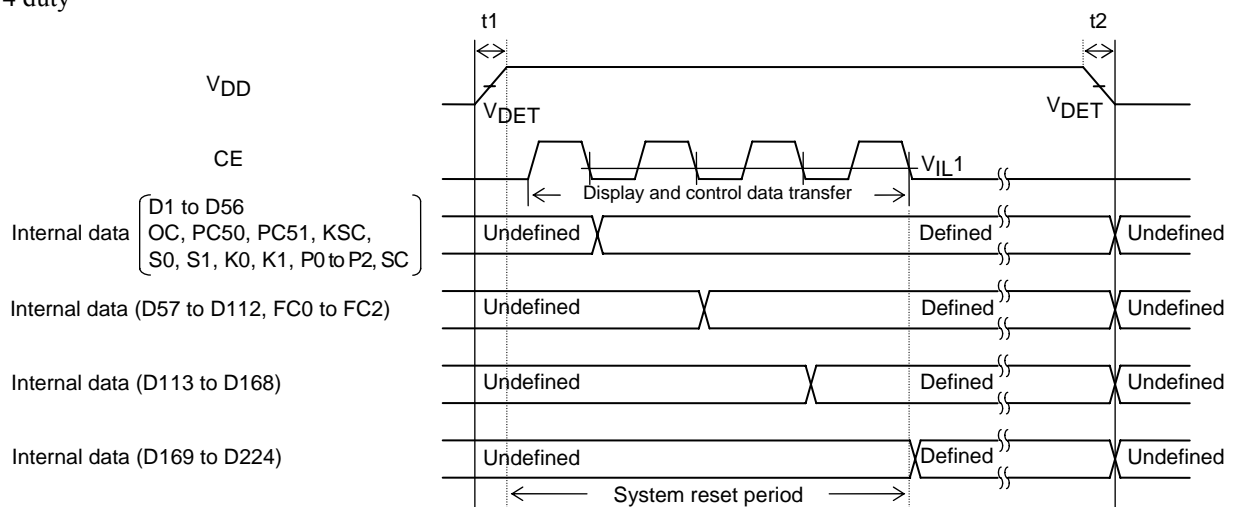 4 duty
t1 t2
VDD
VDET VDET
CE
VIL1
Display and control data transfer
Internal data
D1 to D56
OC, PC50, PC51, KSC,
S0, S1, K0, K1, P0 to P2, SC
Undefined Defined Undefined
Internal data (D57 to D112, FC0 to FC2) Undefined Defined Undefined
Internal data (D113 to D168) Undefined Defined Undefined
Internal data (D169 to D224) Undefined Defined Undefined
System reset period